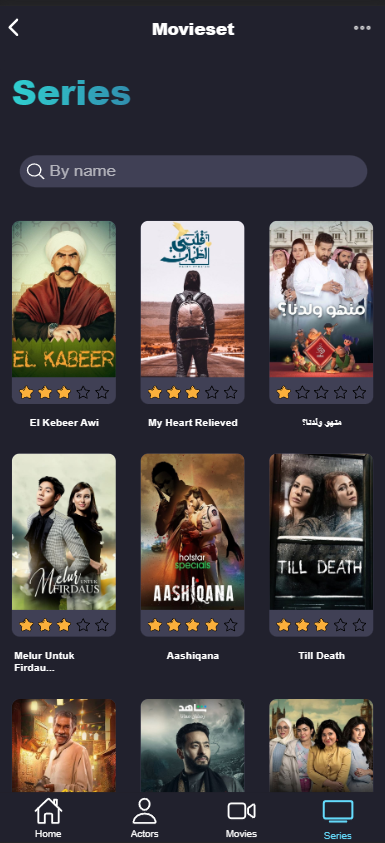 Movieset
Series
By name
EL KABEER
قلبي اطمأن
منهو ولدنا؟
El Kebeer Awi
My Heart Relieved
منهو ولدنا؟
Melur
UNTUK
FIRDAUS
hotstar
specials
AASHIQANA
TILL DEATH
Melur Untuk
Firdau...
Aashiqana
Till Death
شاهد
Home
Actors
Movies
Series